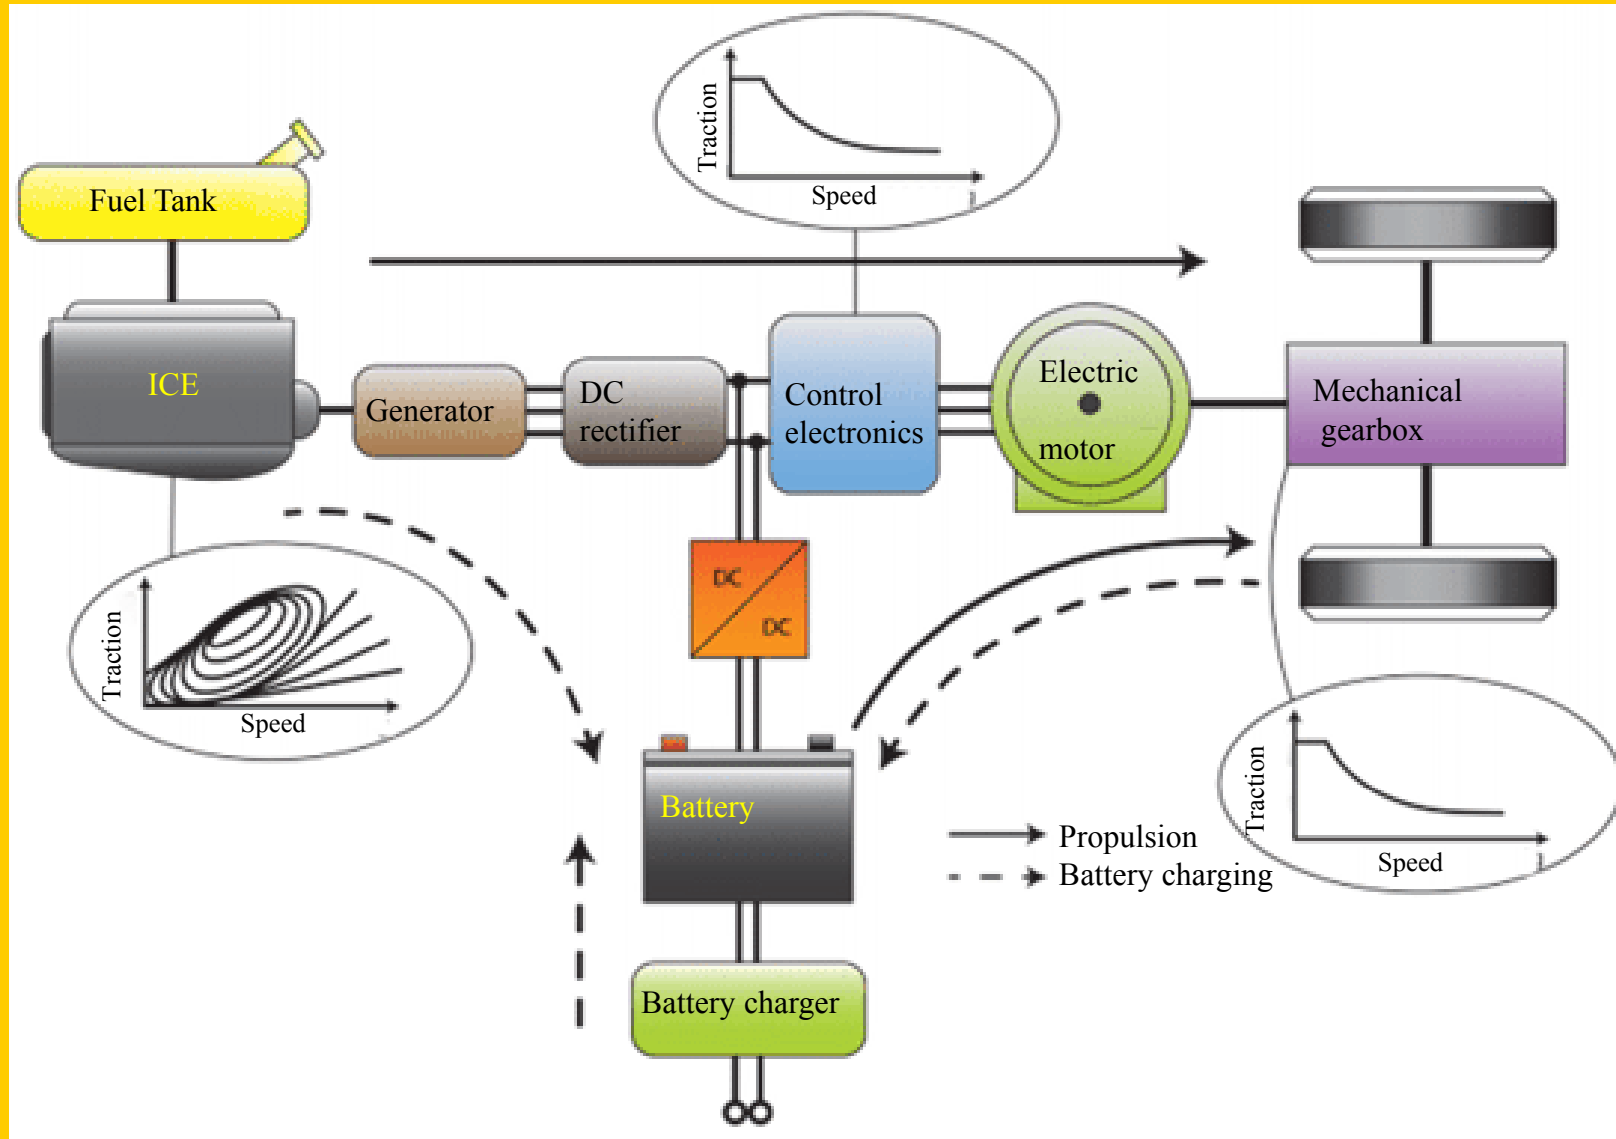 Traction
Speed
Fuel Tank
ICE
Generator
DC
rectifier
Control
electronics
Electric
motor
Mechanical
gearbox
DC
DC
Traction
Speed
Battery
Propulsion
Battery charging
Traction
Speed
Battery charger